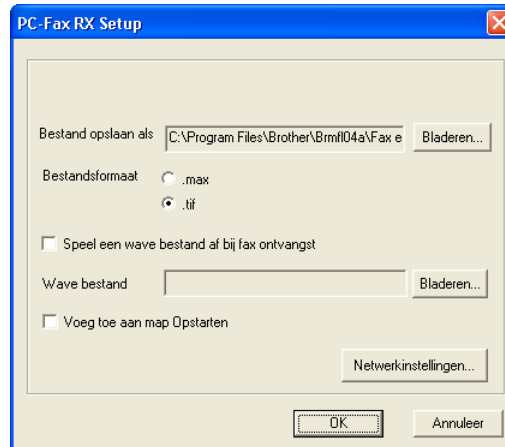 PC-Fax RX Setup
Bestand opslaan als C:\Program Files\Brother\Brmfl04a\Fax e Bladeren...
Bestandsformaat .max
.tif
Speel een wave bestand af bij fax ontvangst
Wave bestand Bladeren...
Voeg toe aan map Opstarten
Netwerkinstellingen...
OK Annuleer